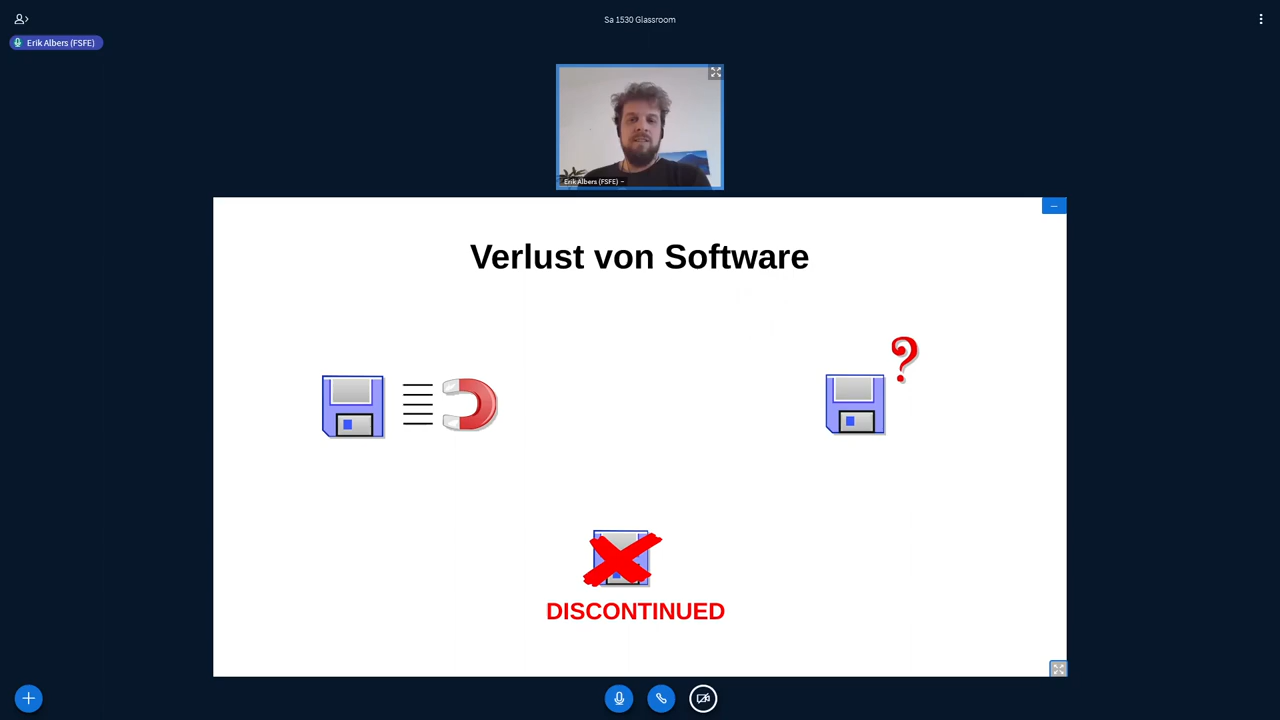 Sa 1530 Glassroom
Erik Albers (FSFE)
Erik Albers (FSFE)
Verlust von Software
?
DISCONTINUED